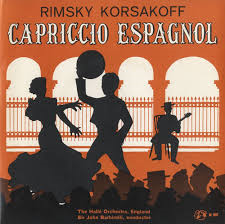 RIMSKY KORSAKOFF
CAPRICCIO ESPAGNOL
The Hallé Orchestra, England
Sir John Barbirolli, conductor